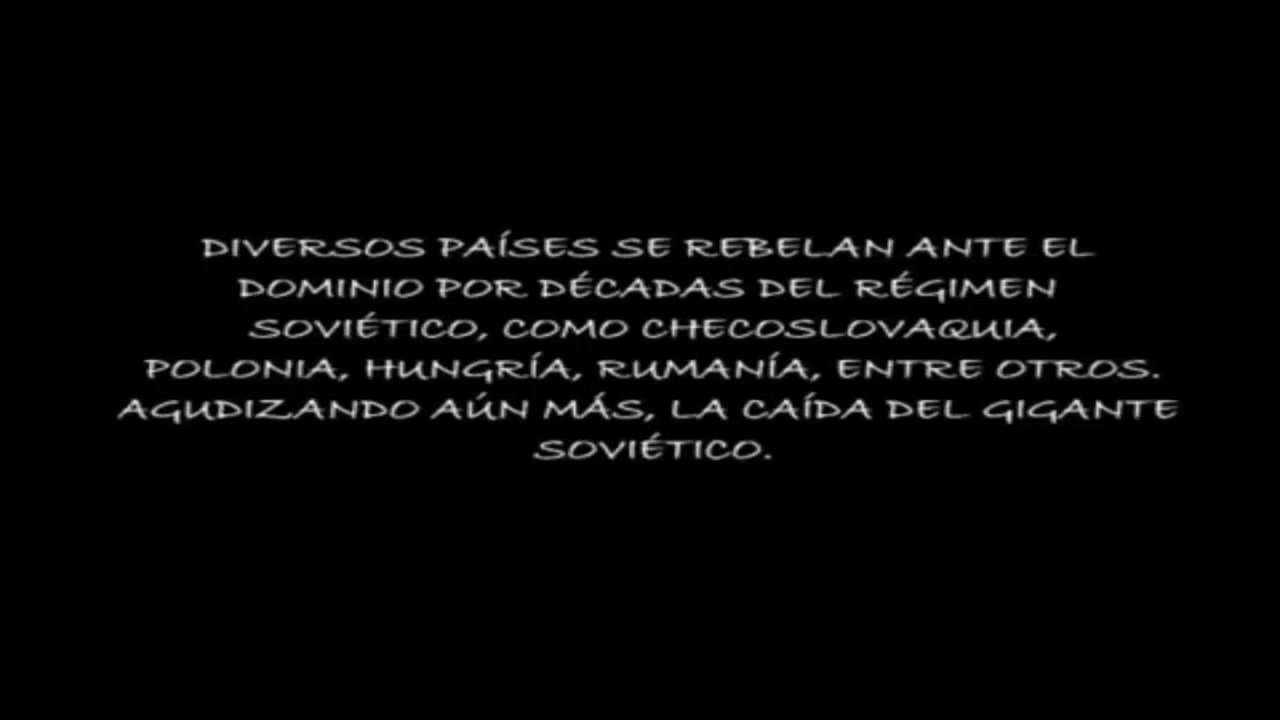 DIVERSOS PAÍSES SE REBELAN ANTE EL
DOMINIO POR DÉCADAS DEL RÉGIMEN
SOVIÉTICO, COMO CHECOSLOVAQUIA,
POLONIA, HUNGRÍA, RUMANÍA, ENTRE OTROS.
AGUDIZANDO AÚN MÁS, LA CAÍDA DEL GIGANTE
SOVIÉTICO.